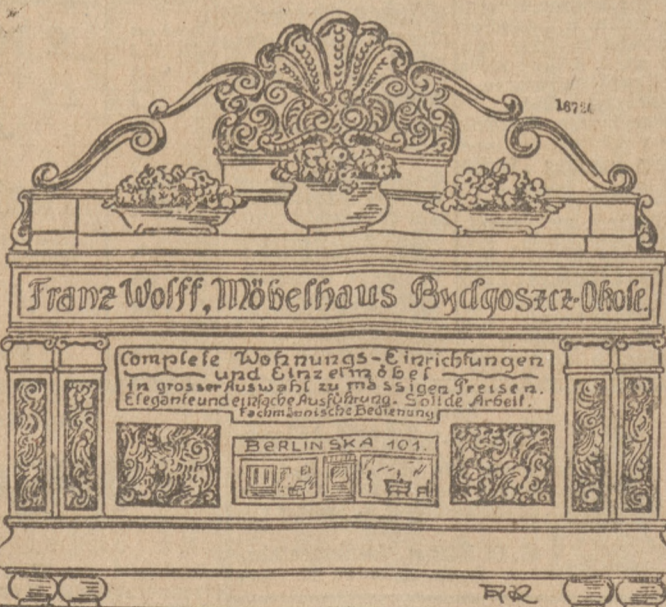 1673
Franz Wolff, Möbelhaus Bydgoszcz-Okole.
Complete Wohnungs-Einrichtungen
und Einzelmöbel
in grosser Auswahl zu mässigen Preisen.
Elegante und einfache Ausführung. Solide Arbeit.
Fachmännische Bedienung
BERLINSKA 101.